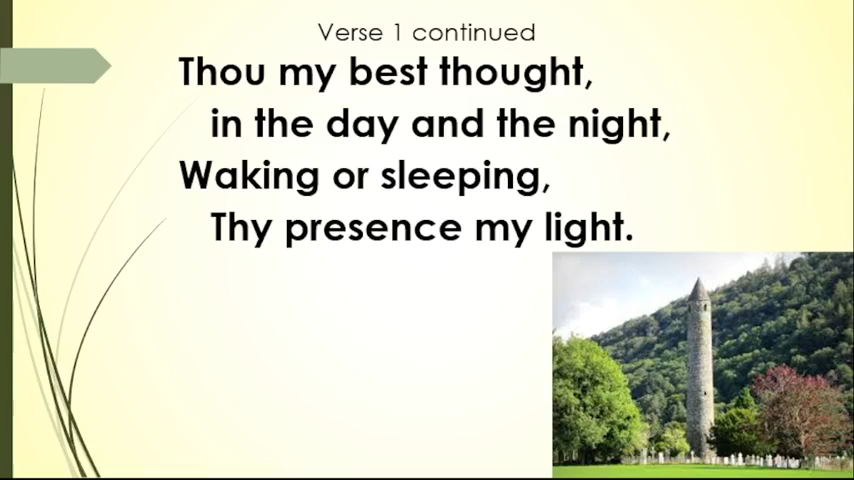 Verse 1 continued
Thou my best thought,
in the day and the night,
Waking or sleeping,
Thy presence my light.